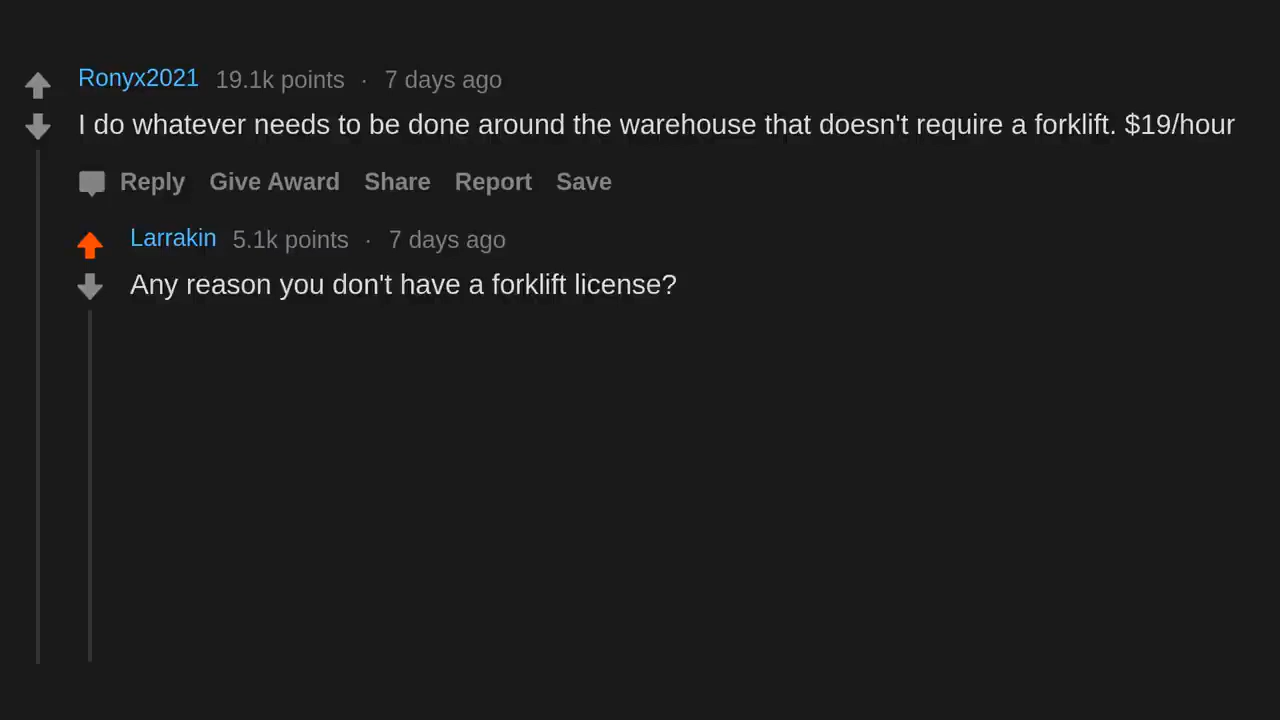 Ronyx2021 19.1k points · 7 days ago
I do whatever needs to be done around the warehouse that doesn't require a forklift. $19/hour
Reply Give Award Share Report Save
Larrakin 5.1k points · 7 days ago
Any reason you don't have a forklift license?